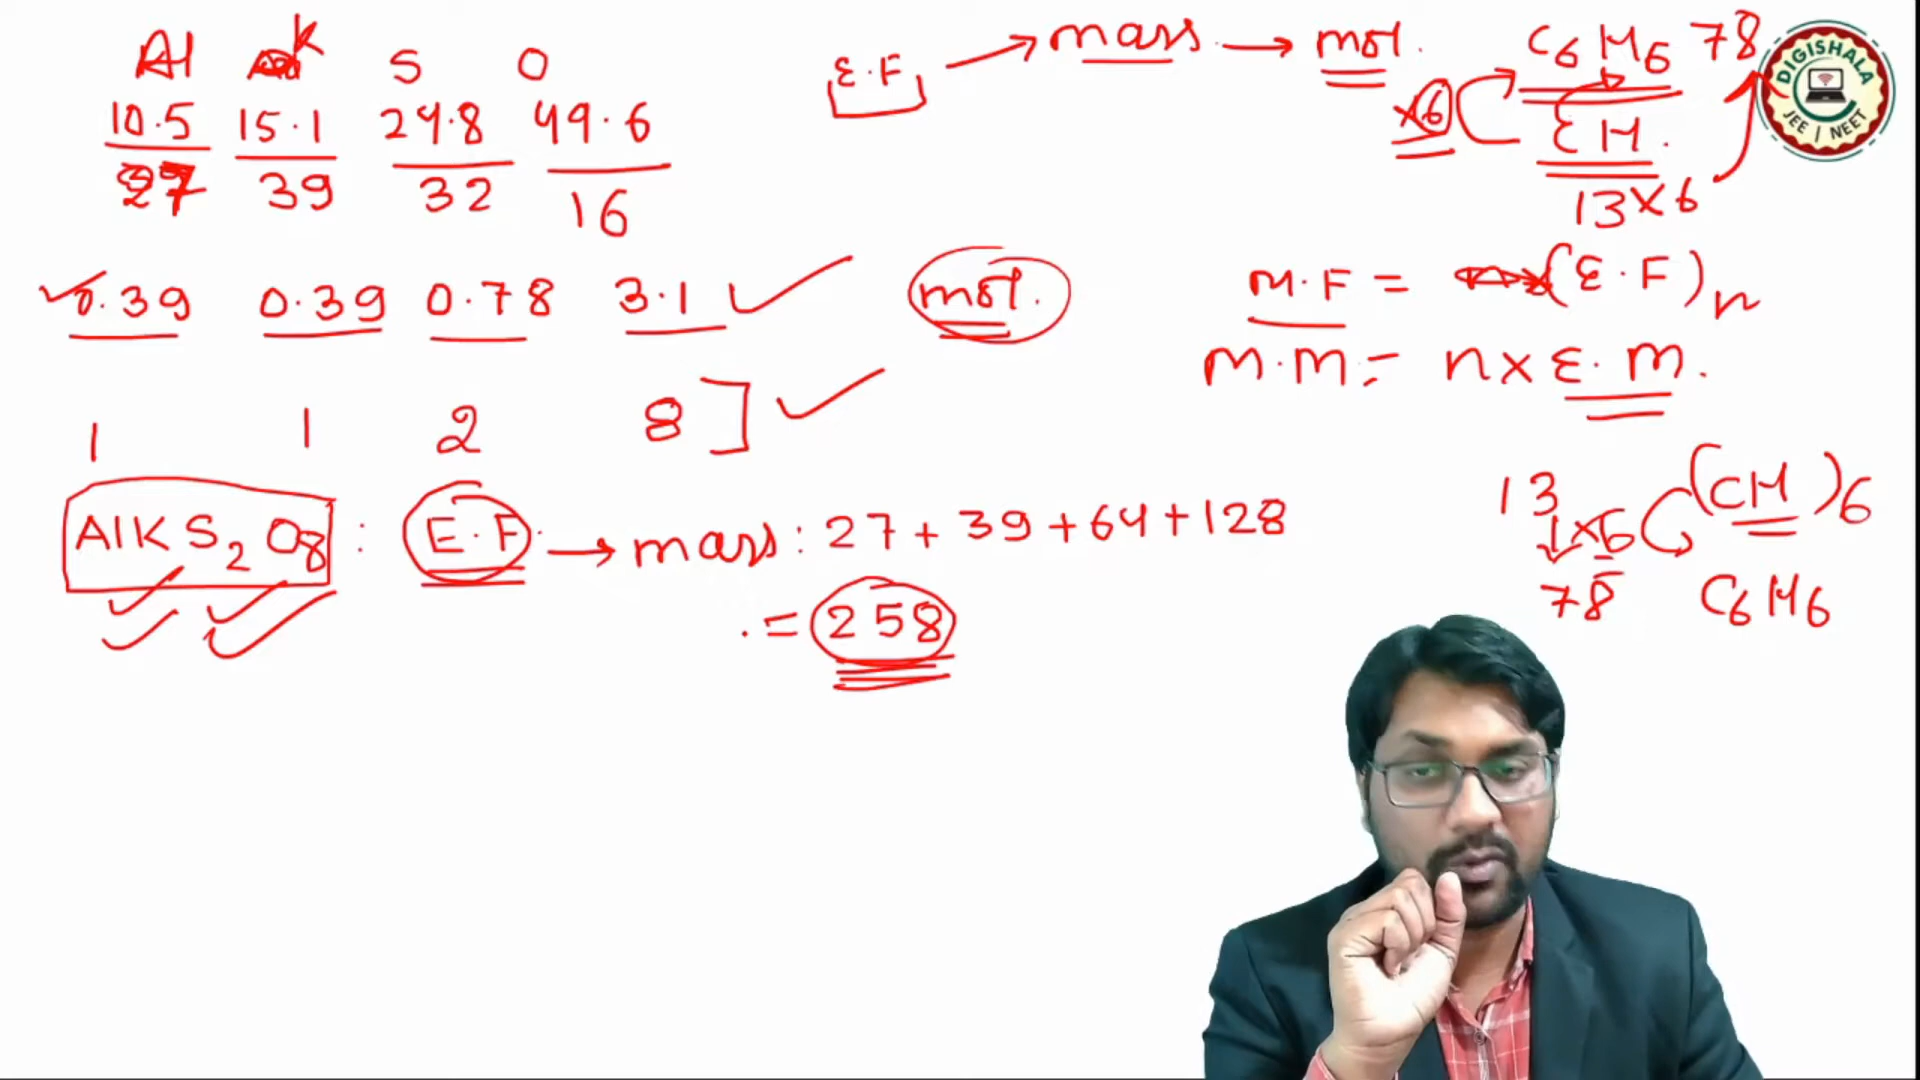 Al K S O
10.5 15.1 24.8 49.6
27 39 32 16
0.39 0.39 0.78 3.1 mol.
1 1 2 8
AlKS2O8 : E.F. → mass : 27 + 39 + 64 + 128
= 258
E.F → mass → mol.
C6H6 78
×6 CH.
13×6
M.F = (E.F)n
M.M = n × E.M.
13 (CH)6
×6
78 C6H6
DIGISHALA
JEE | NEET